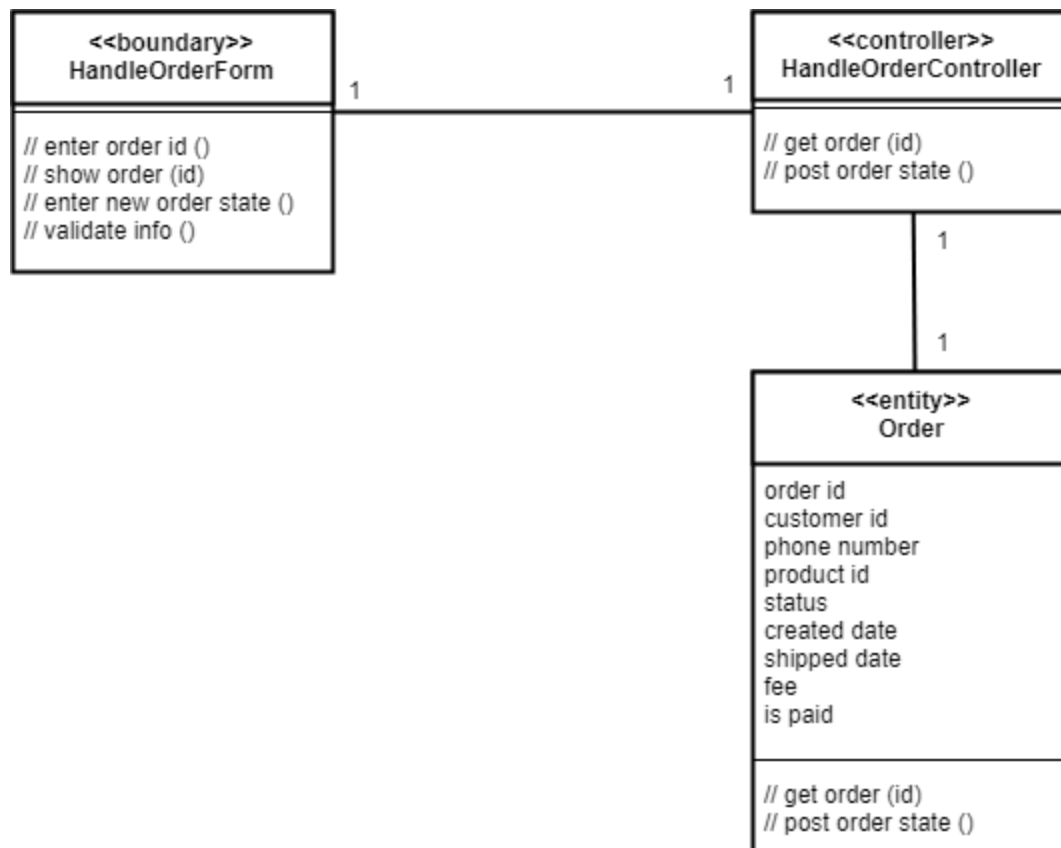 <<boundary>>
HandleOrderForm
// enter order id ()
// show order (id)
// enter new order state ()
// validate info ()
1
1
<<controller>>
HandleOrderController
// get order (id)
// post order state ()
1
1
<<entity>>
Order
order id
customer id
phone number
product id
status
created date
shipped date
fee
is paid
// get order (id)
// post order state ()